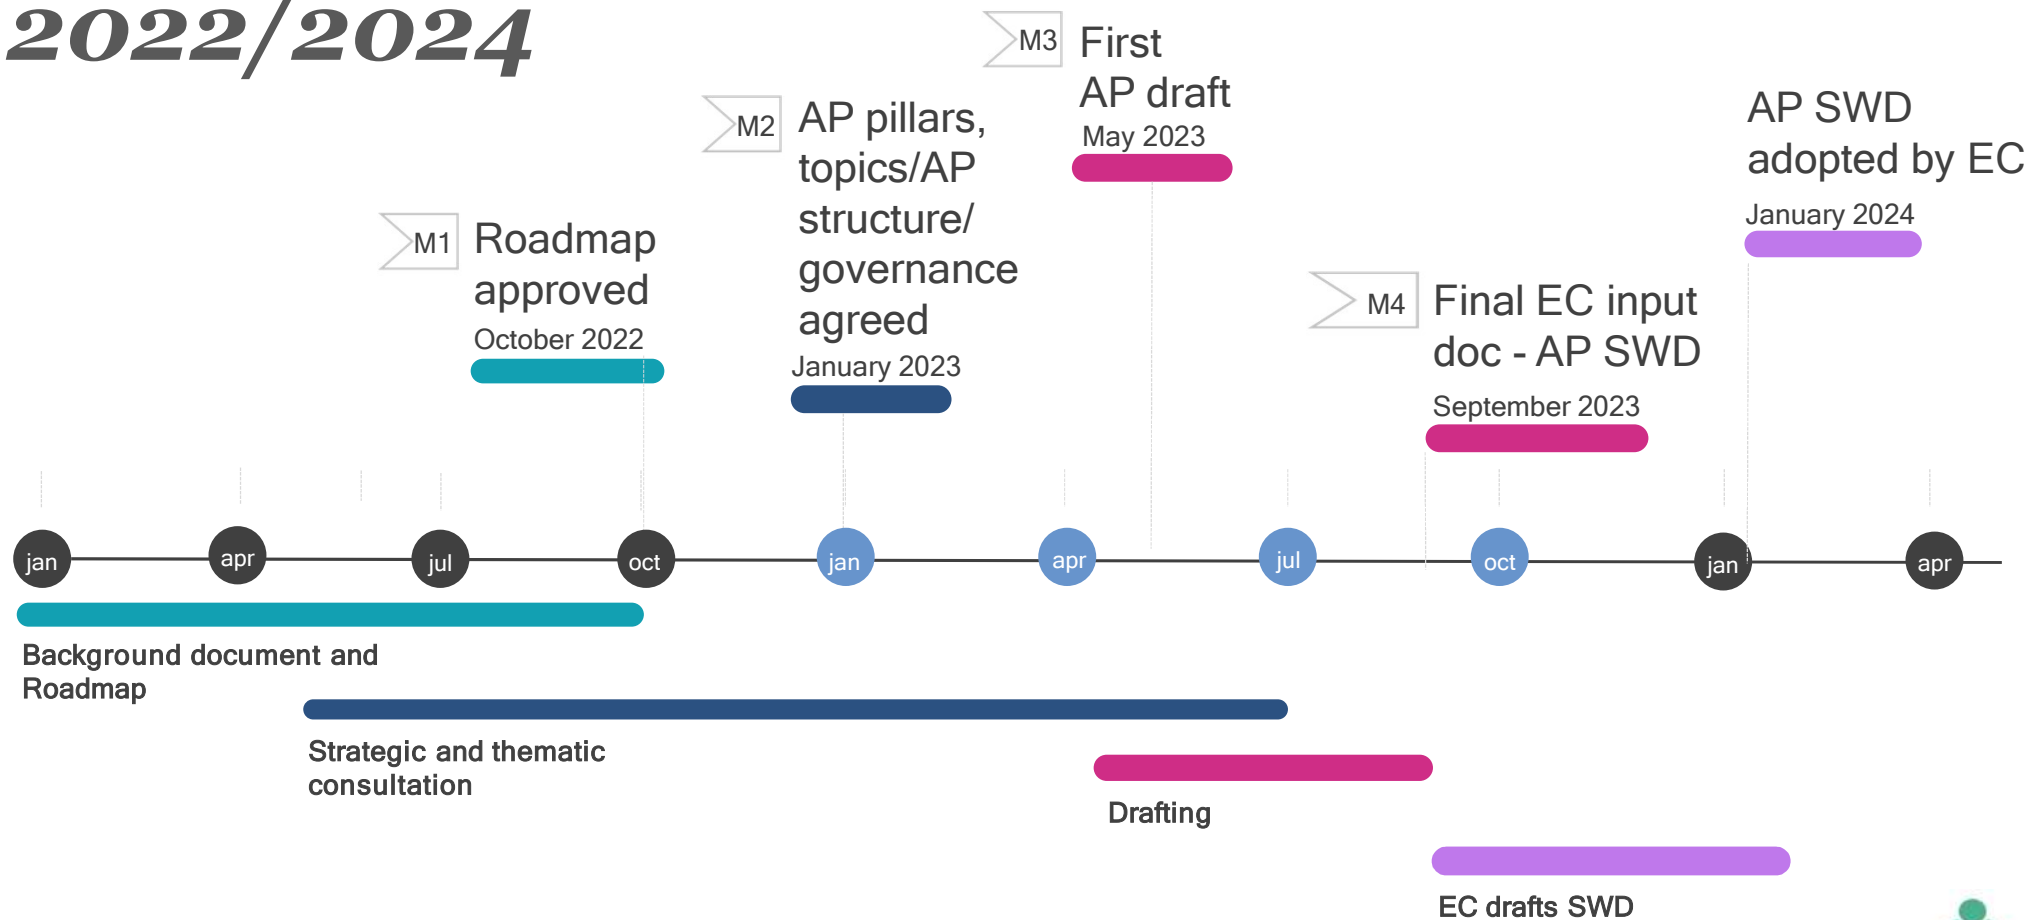 2022/2024
M1
Roadmap
approved
October 2022
M2
AP pillars,
topics/AP
structure/
governance
agreed
January 2023
M3
First
AP draft
May 2023
M4
Final EC input
doc - AP SWD
September 2023
AP SWD
adopted by EC
January 2024
jan
apr
jul
oct
jan
apr
jul
oct
jan
apr
Background document and
Roadmap
Strategic and thematic
consultation
Drafting
EC drafts SWD